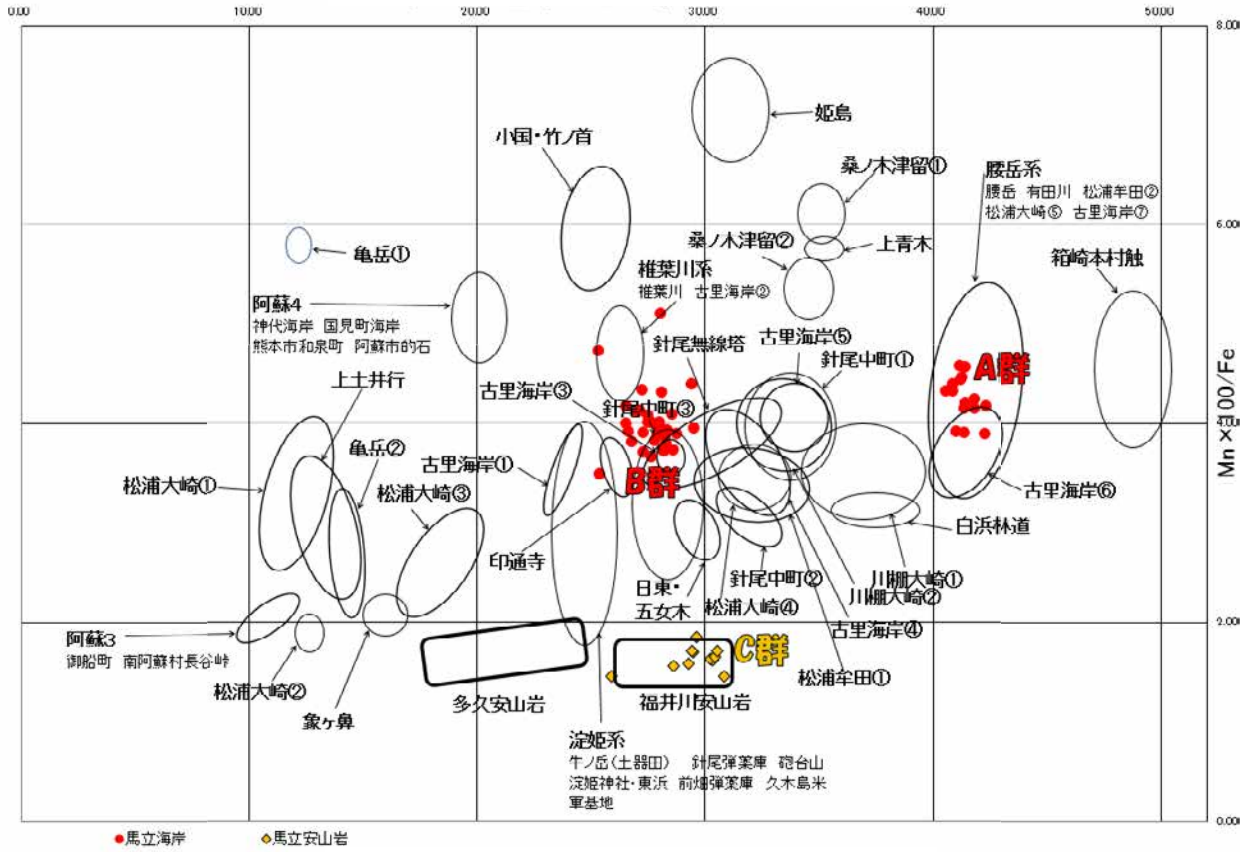 0.00 10.00 20.00 30.00 40.00 50.00
8.000
姫島
小国・竹ノ首
桑ノ木津留①
腰岳系
腰岳 有田川 松浦牟田②
松浦大崎⑤ 古里海岸⑦
6.000
桑ノ木津留②
上青木
亀岳①
椎葉川系
椎葉川 古里海岸②
箱崎本村触
阿蘇4
神代海岸 国見町海岸
熊本市和泉町 阿蘇市的石
針尾無線塔
古里海岸⑤
針尾中町①
A群
上土井行
古里海岸③
針尾中町③
4.000
Mn×100/Fe
亀岳②
古里海岸①
B群
松浦大崎①
松浦大崎③
古里海岸⑥
白浜林道
印通寺
日東・
五女木
針尾中町②
松浦大崎④
川棚大崎①
川棚大崎②
古里海岸④
2.000
阿蘇3
御船町 南阿蘇村長谷峠
松浦大崎②
C群
松浦牟田①
象ヶ鼻
多久安山岩
福井川安山岩
淀姫系
牛ノ岳(土器田) 針尾弾薬庫 砲台山
淀姫神社・東浜 前畑弾薬庫 久木島米
軍基地
0.000
馬立海岸 馬立安山岩